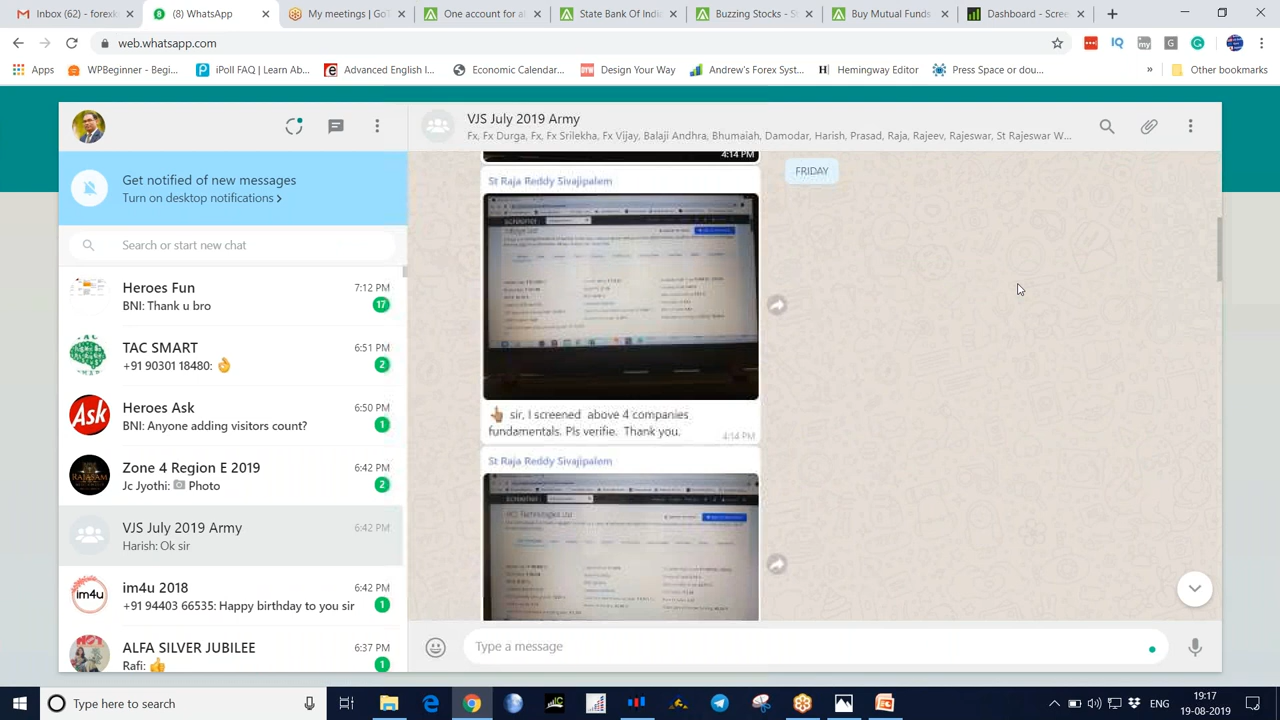 Inbox (62) - forexk
(8) WhatsApp
My meetings | GoT
One account for al
State Bank Of Indi
Buzzing Stocks - S
Buy Mutual Funds
Dashboard - Scree
web.whatsapp.com
Apps
WPBeginner - Begi...
iPoll FAQ | Learn Ab...
Advanced English I...
Economic Calendar...
Design Your Way
Andrew's Forex Syst...
Hemingway Editor
Press Space or dou...
»
Other bookmarks
VJS July 2019 Army
Fx, Fx Durga, Fx, Fx Srilekha, Fx Vijay, Balaji Andhra, Bhumaiah, Damodar, Harish, Prasad, Raja, Rajeev, Rajeswar, St Rajeswar W...
Get notified of new messages
Turn on desktop notifications >
Search or start new chat
Heroes Fun
7:12 PM
BNI: Thank u bro
17
TAC SMART
6:51 PM
+91 90301 18480: 👌
2
Ask
Heroes Ask
6:50 PM
BNI: Anyone adding visitors count?
1
Zone 4 Region E 2019
6:42 PM
Jc Jyothi: Photo
2
VJS July 2019 Army
6:42 PM
Harish: Ok sir
im4u
im4u 2018
6:42 PM
+91 94403 66535: Happy birthday to you sir
1
ALFA SILVER JUBILEE
6:37 PM
Rafi: 👍
1
4:14 PM
FRIDAY
St Raja Reddy Sivajipalem
👆 sir, I screened above 4 companies
fundamentals. Pls verifie. Thank you.
4:14 PM
St Raja Reddy Sivajipalem
HCL Technologies Ltd
Type a message
Type here to search
ENG
19:17
19-08-2019